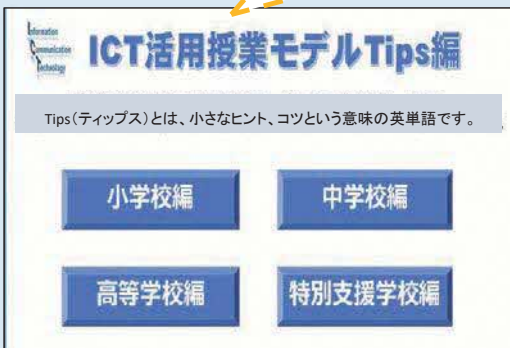 Information
Communication
Technology
ICT活用授業モデルTips編
Tips(ティップス)とは、小さなヒント、コツという意味の英単語です。
小学校編
中学校編
高等学校編
特別支援学校編